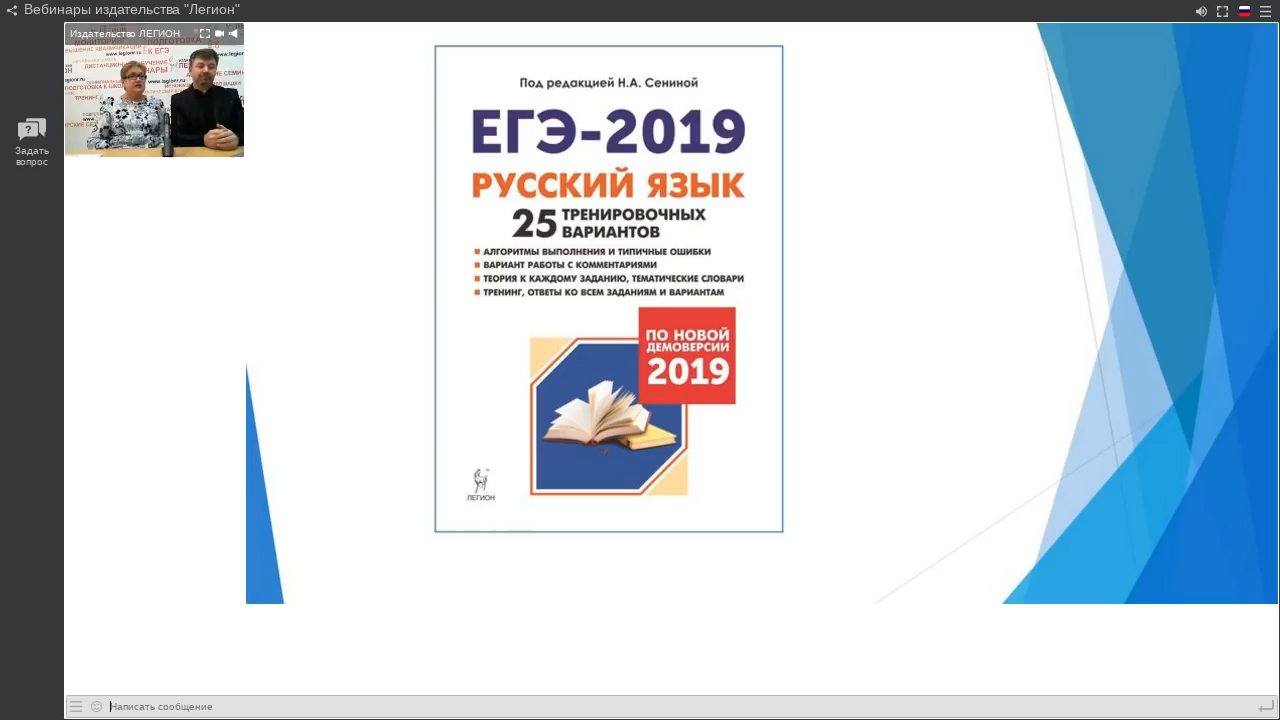 Вебинары издательства "Легион"
Издательство ЛЕГИОН
Задать
вопрос
Под редакцией Н.А. Сениной
ЕГЭ-2019
РУССКИЙ ЯЗЫК
25 ТРЕНИРОВОЧНЫХ
ВАРИАНТОВ
АЛГОРИТМЫ ВЫПОЛНЕНИЯ И ТИПИЧНЫЕ ОШИБКИ
ВАРИАНТ РАБОТЫ С КОММЕНТАРИЯМИ
ТЕОРИЯ К КАЖДОМУ ЗАДАНИЮ, ТЕМАТИЧЕСКИЕ СЛОВАРИ
ТРЕНИНГ, ОТВЕТЫ КО ВСЕМ ЗАДАНИЯМ И ВАРИАНТАМ
ПО НОВОЙ
ДЕМОВЕРСИИ
2019
ЛЕГИОН
Написать сообщение